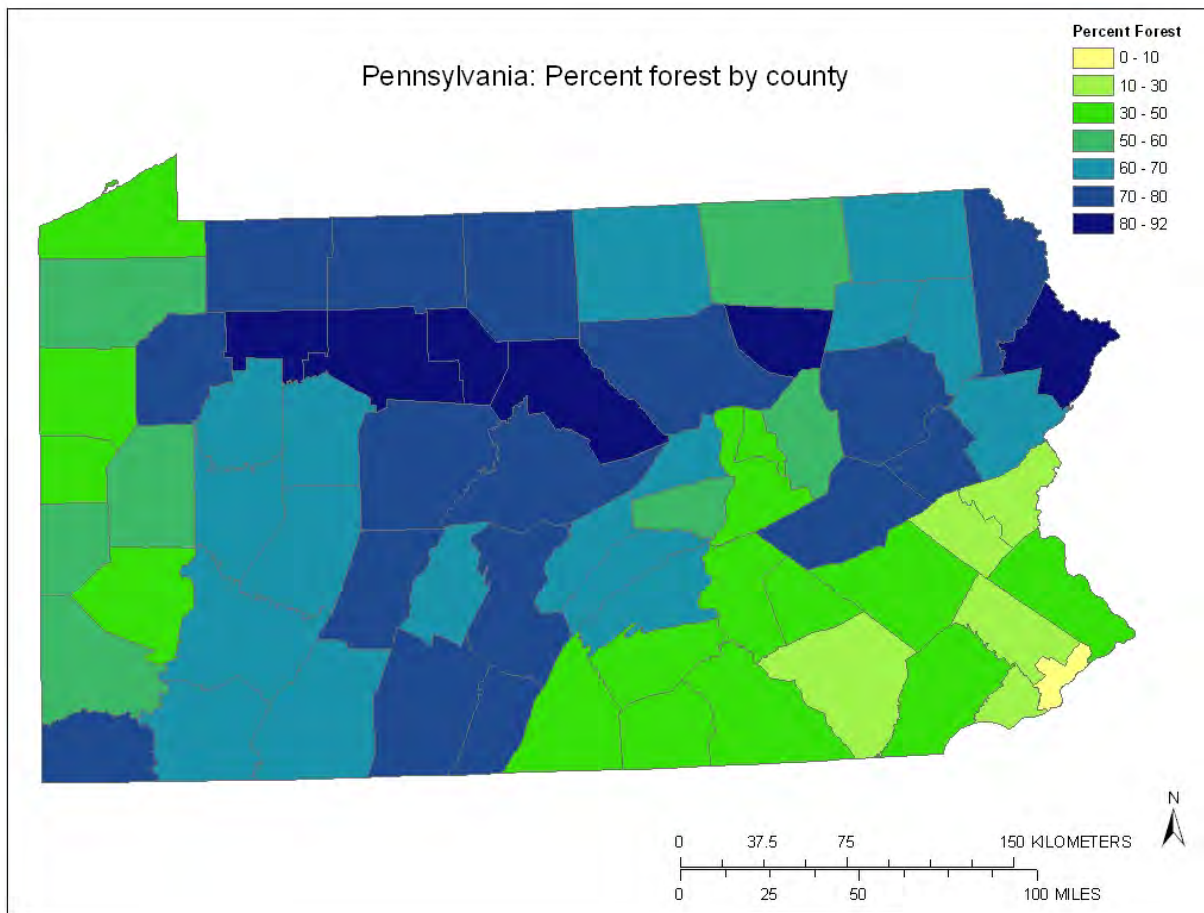 Pennsylvania: Percent forest by county
Percent Forest
0 - 10
10 - 30
30 - 50
50 - 60
60 - 70
70 - 80
80 - 92
N
0 37.5 75 150 KILOMETERS
0 25 50 100 MILES